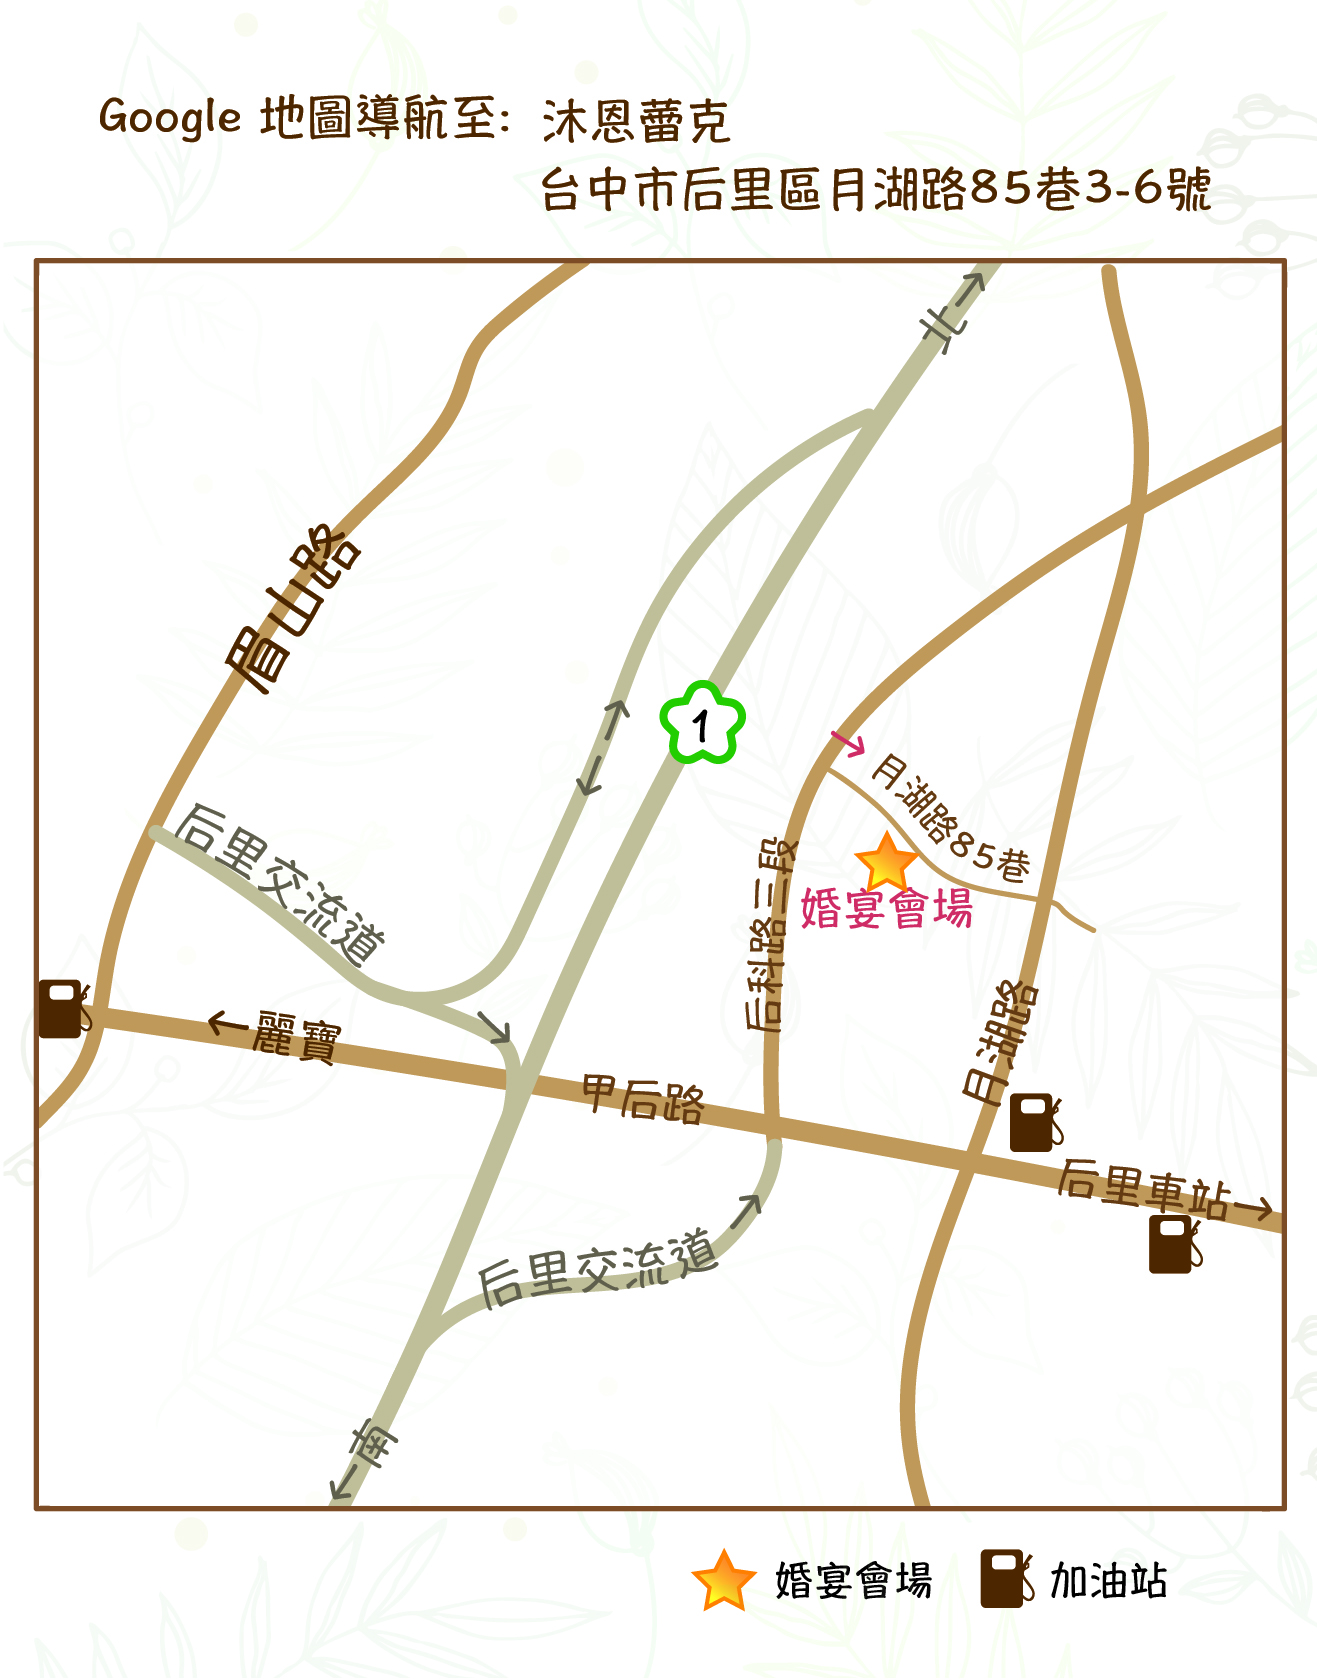 Google 地圖導航至: 沐恩蕾克
台中市后里區月湖路85巷3-6號
北
眉山路
1
月湖路85巷
后里交流道
婚宴會場
后科路三段
麗寶
月湖路
甲后路
后里車站
后里交流道
南
婚宴會場
加油站